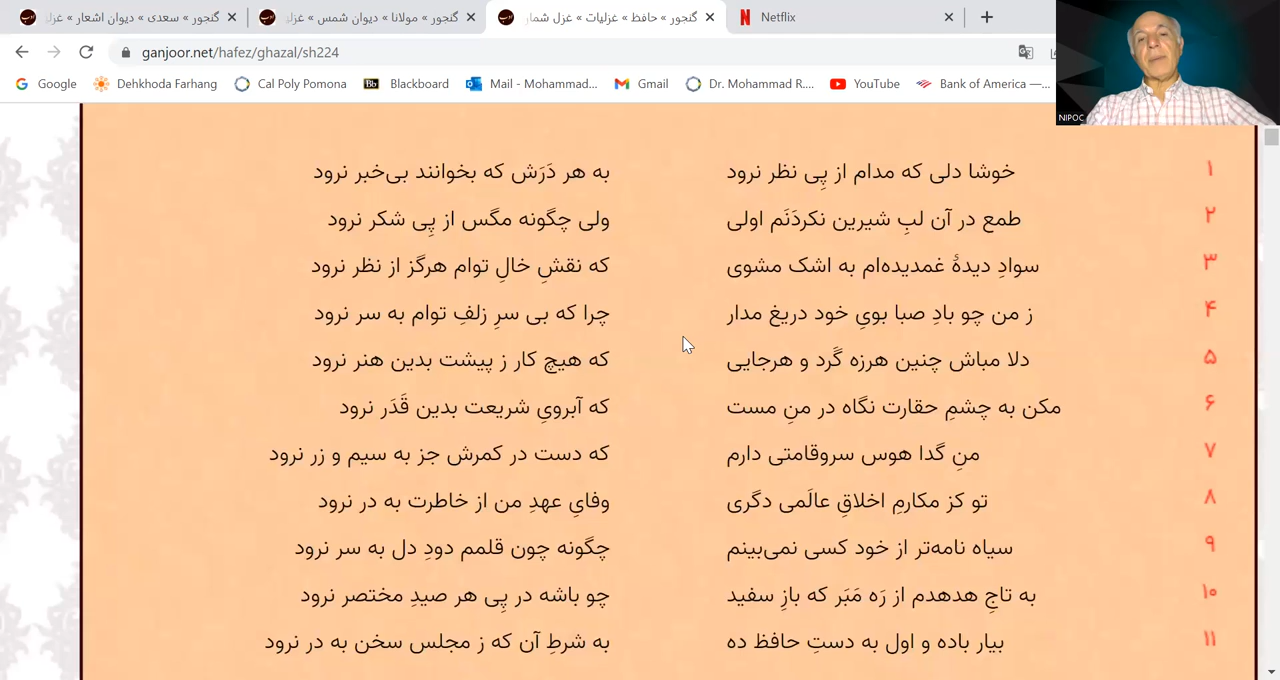 گنجور » سعدی » دیوان اشعار » غزل
گنجور » مولانا » دیوان شمس » غزل
گنجور » حافظ » غزلیات » غزل شمار
Netflix
ganjoor.net/hafez/ghazal/sh224
Google Dehkhoda Farhang Cal Poly Pomona Bb Blackboard Mail - Mohammad... Gmail Dr. Mohammad R.... YouTube Bank of America —...
NIPOC
۱ خوشا دلی که مدام از پِی نظر نرود به هر دَرَش که بخوانند بی‌خبر نرود
۲ طمع در آن لبِ شیرین نکردَنَم اولی ولی چگونه مگس از پِی شکر نرود
۳ سوادِ دیدهٔ غمدیده‌ام به اشک مشوی که نقشِ خالِ توام هرگز از نظر نرود
۴ ز من چو بادِ صبا بویِ خود دریغ مدار چرا که بی سرِ زلفِ توام به سر نرود
۵ دلا مباش چنین هرزه گَرد و هرجایی که هیچ کار ز پیشت بدین هنر نرود
۶ مکن به چشمِ حقارت نگاه در منِ مست که آبرویِ شریعت بدین قَدَر نرود
۷ منِ گدا هوس سروقامتی دارم که دست در کمرش جز به سیم و زر نرود
۸ تو کز مکارمِ اخلاقِ عالَمی دگری وفایِ عهدِ من از خاطرت به در نرود
۹ سیاه نامه‌تر از خود کسی نمی‌بینم چگونه چون قلمم دودِ دل به سر نرود
۱۰ به تاجِ هدهدم از رَه مَبَر که بازِ سفید چو باشه در پِی هر صیدِ مختصر نرود
۱۱ بیار باده و اول به دستِ حافظ ده به شرطِ آن که ز مجلس سخن به در نرود